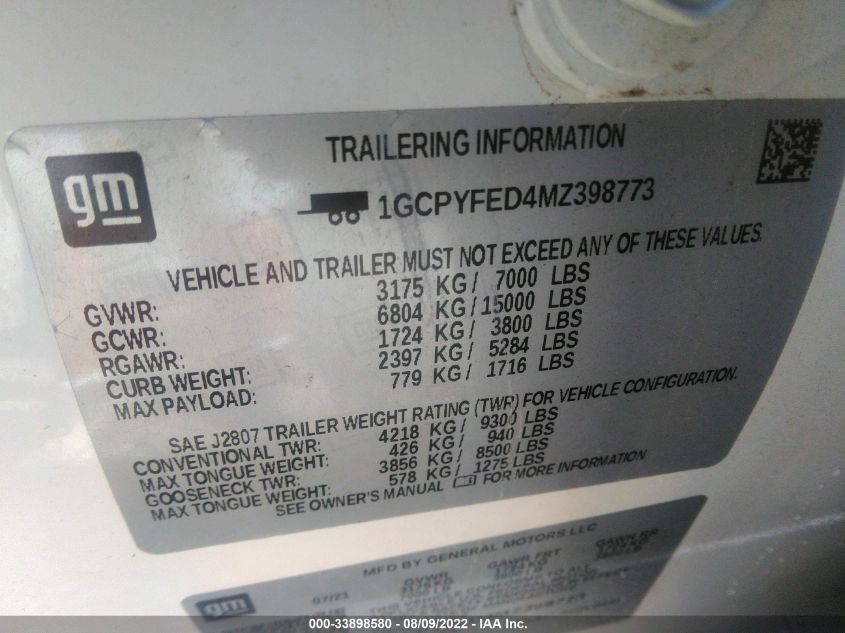 TRAILERING INFORMATION
gm
1GCPYFED4MZ398773
VEHICLE AND TRAILER MUST NOT EXCEED ANY OF THESE VALUES.
GVWR: 3175 KG / 7000 LBS
GCWR: 6804 KG / 15000 LBS
RGAWR: 1724 KG / 3800 LBS
CURB WEIGHT: 2397 KG / 5284 LBS
MAX PAYLOAD: 779 KG / 1716 LBS
SAE J2807 TRAILER WEIGHT RATING (TWR) FOR VEHICLE CONFIGURATION.
CONVENTIONAL TWR: 4218 KG / 9300 LBS
MAX TONGUE WEIGHT: 426 KG / 940 LBS
GOOSENECK TWR: 3856 KG / 8500 LBS
MAX TONGUE WEIGHT: 578 KG / 1275 LBS
SEE OWNER'S MANUAL FOR MORE INFORMATION
MFD BY GENERAL MOTORS LLC
gm
07/21 GVWR GAWR FRT GAWR RR
000-33898580 - 08/09/2022 - IAA Inc.